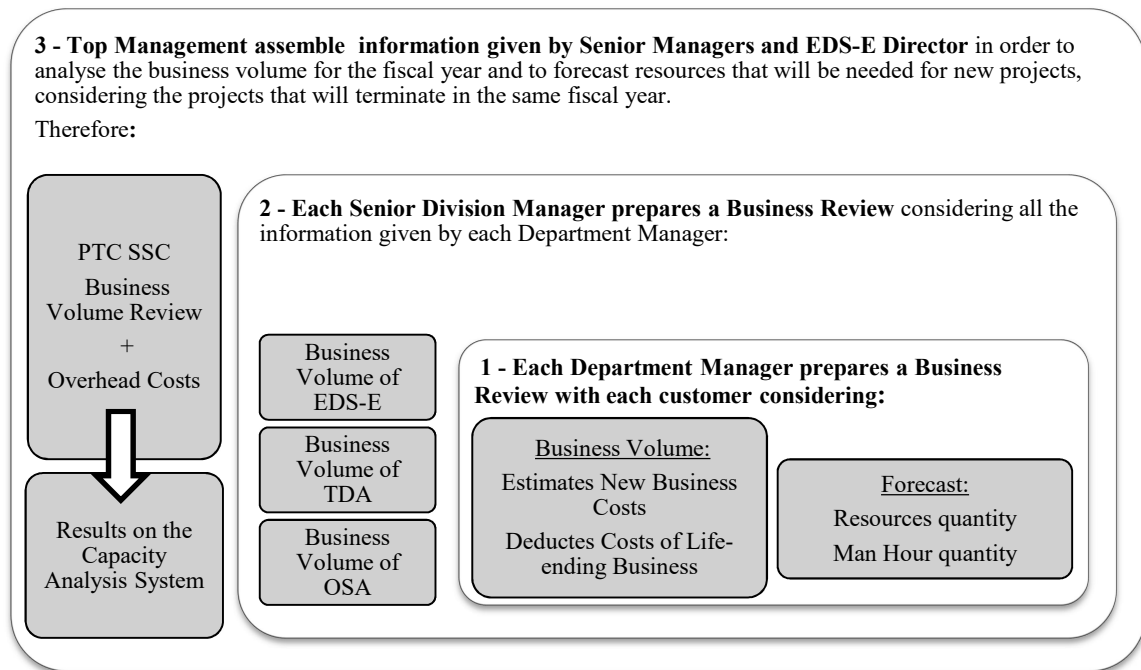 3 - Top Management assemble information given by Senior Managers and EDS-E Director in order to
analyse the business volume for the fiscal year and to forecast resources that will be needed for new projects,
considering the projects that will terminate in the same fiscal year.
Therefore:
PTC SSC
Business
Volume Review
+
Overhead Costs
Results on the
Capacity
Analysis System
2 - Each Senior Division Manager prepares a Business Review considering all the
information given by each Department Manager:
Business
Volume of
EDS-E
Business
Volume of
TDA
Business
Volume of
OSA
1 - Each Department Manager prepares a Business
Review with each customer considering:
Business Volume:
Estimates New Business
Costs
Deductes Costs of Life-
ending Business
Forecast:
Resources quantity
Man Hour quantity